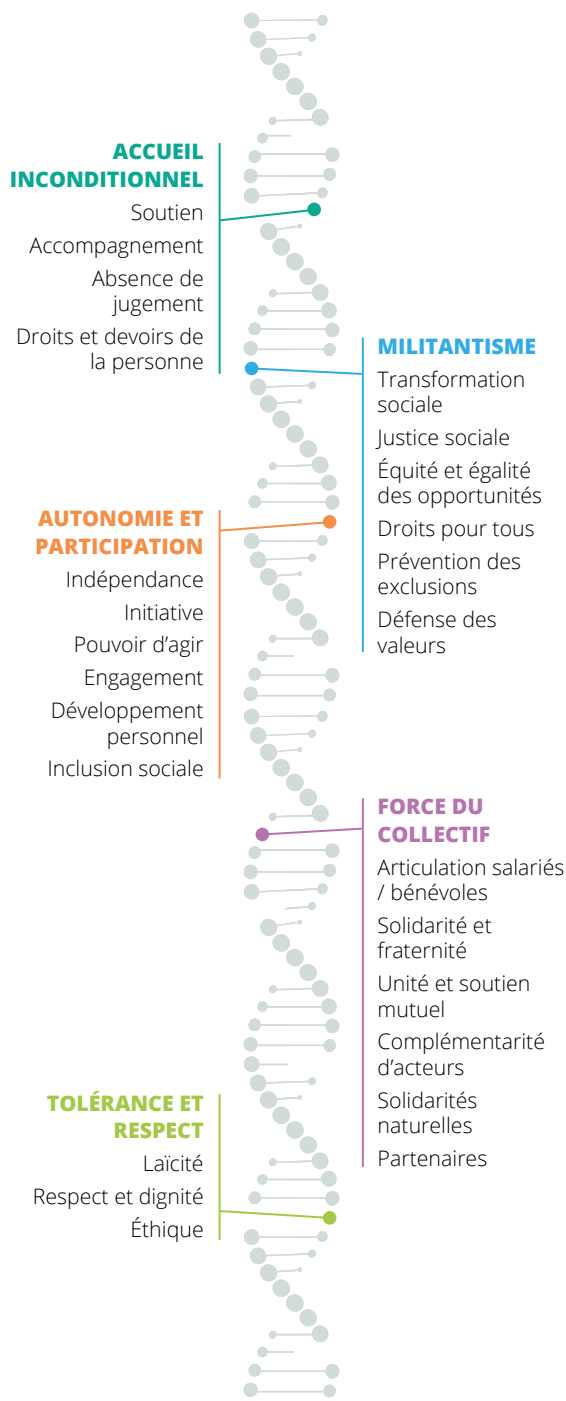 ACCUEIL
INCONDITIONNEL
Soutien
Accompagnement
Absence de
jugement
Droits et devoirs de
la personne
MILITANTISME
Transformation
sociale
Justice sociale
Équité et égalité
des opportunités
Droits pour tous
Prévention des
exclusions
Défense des
valeurs
AUTONOMIE ET
PARTICIPATION
Indépendance
Initiative
Pouvoir d’agir
Engagement
Développement
personnel
Inclusion sociale
FORCE DU
COLLECTIF
Articulation salariés
/ bénévoles
Solidarité et
fraternité
Unité et soutien
mutuel
Complémentarité
d’acteurs
Solidarités
naturelles
Partenaires
TOLÉRANCE ET
RESPECT
Laïcité
Respect et dignité
Éthique